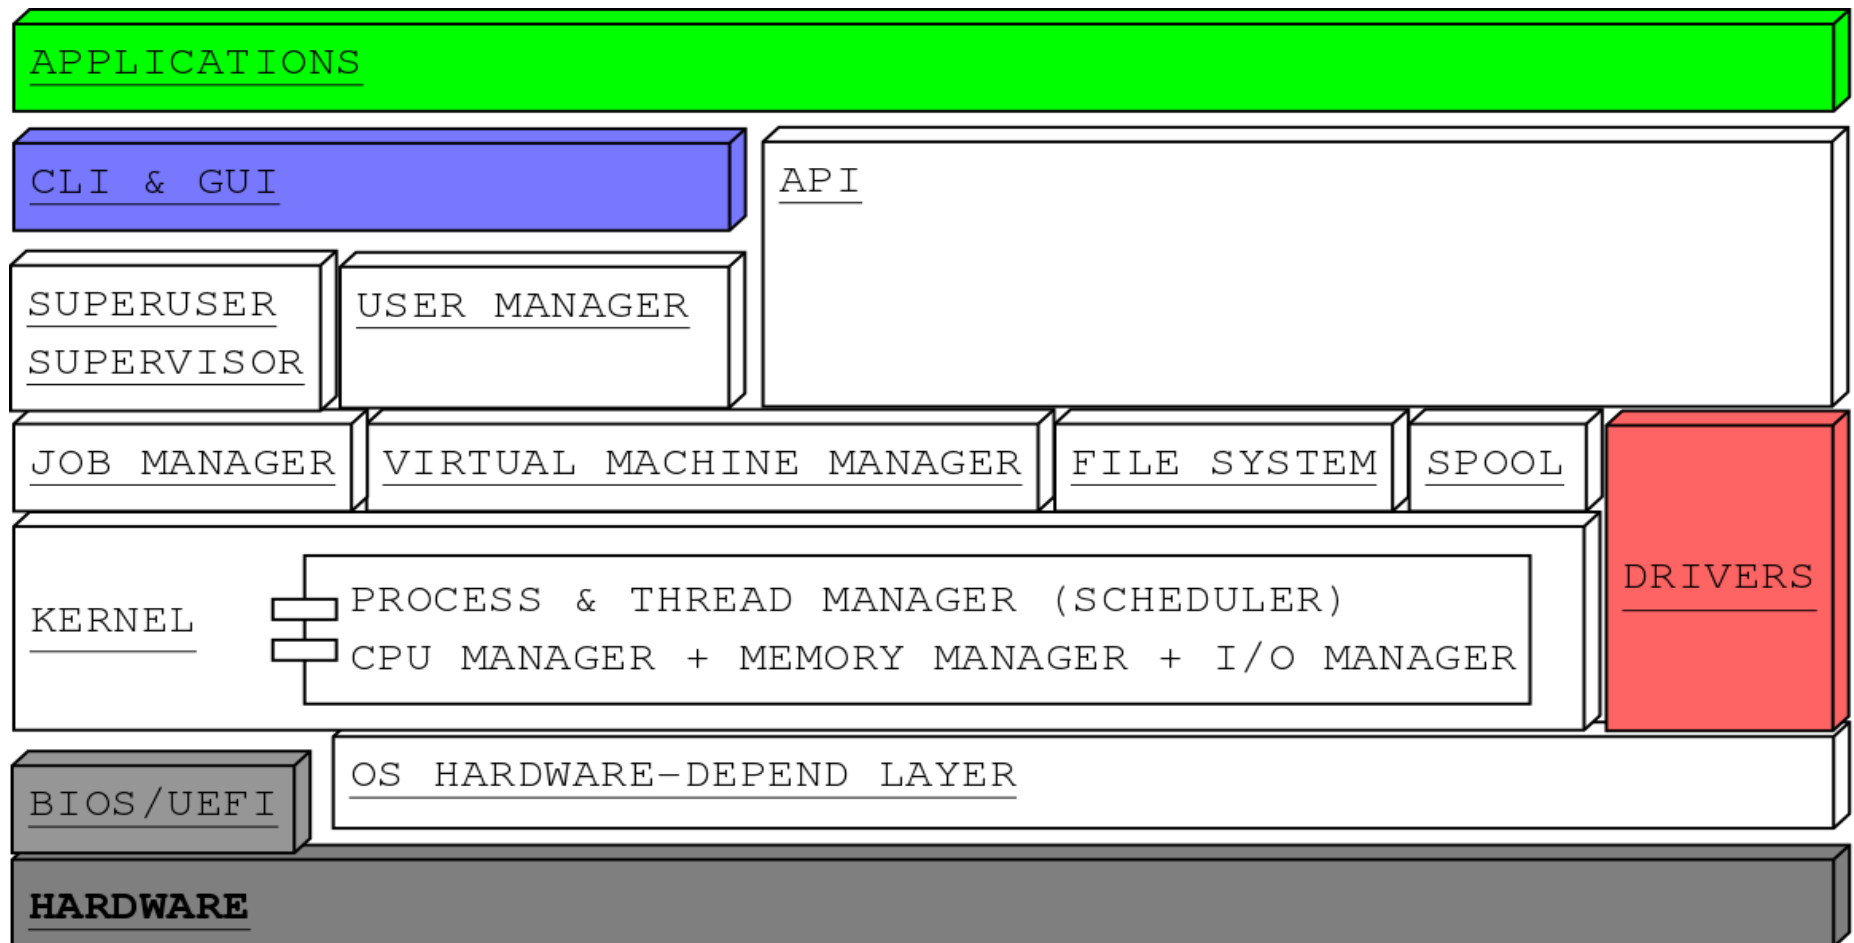 APPLICATIONS
CLI & GUI
API
SUPERUSER
SUPERVISOR
USER MANAGER
JOB MANAGER
VIRTUAL MACHINE MANAGER
FILE SYSTEM
SPOOL
DRIVERS
KERNEL
PROCESS & THREAD MANAGER (SCHEDULER)
CPU MANAGER + MEMORY MANAGER + I/O MANAGER
OS HARDWARE-DEPEND LAYER
BIOS/UEFI
HARDWARE